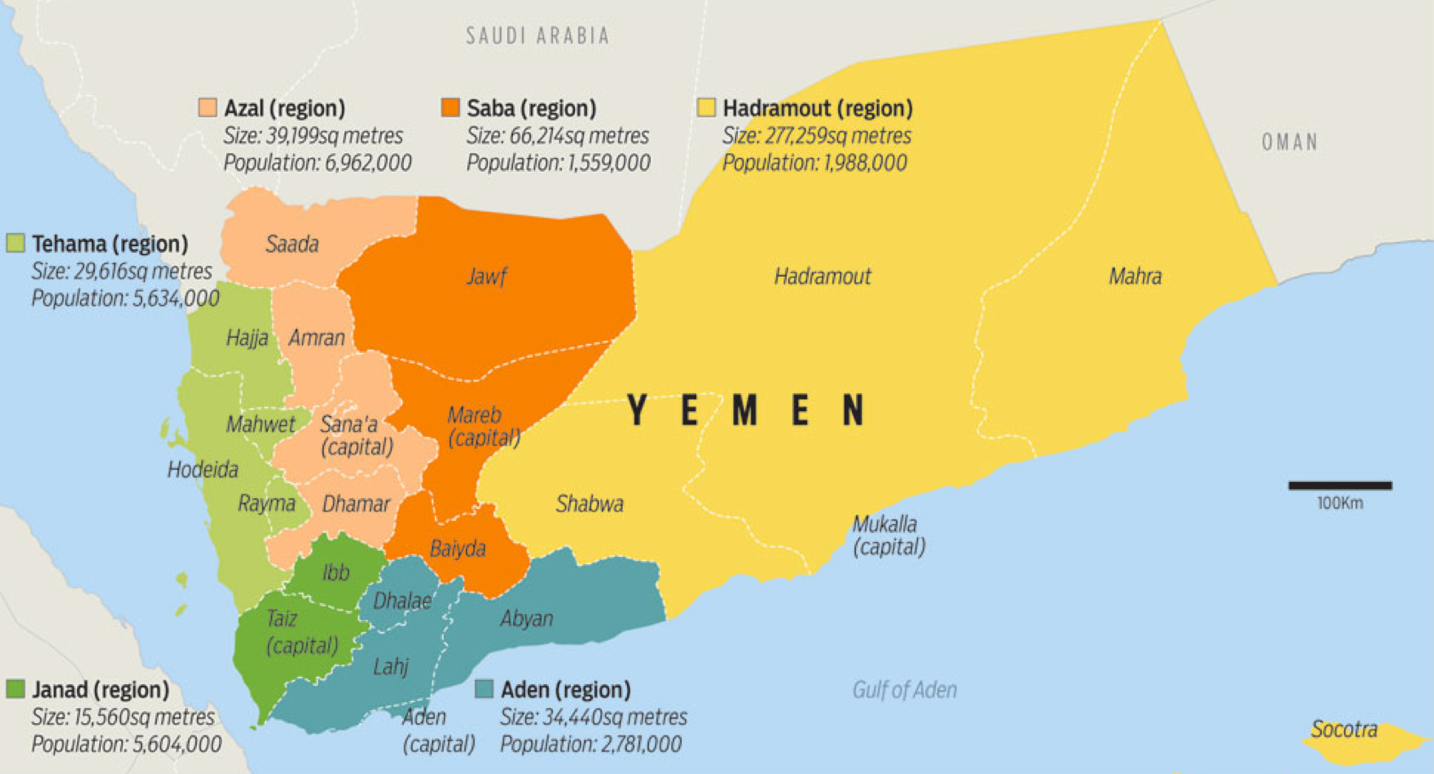 SAUDI ARABIA
Azal (region)
Size: 39,199sq metres
Population: 6,962,000
Saba (region)
Size: 66,214sq metres
Population: 1,559,000
Hadramout (region)
Size: 277,259sq metres
Population: 1,988,000
OMAN
Tehama (region)
Size: 29,616sq metres
Population: 5,634,000
Saada
Jawf
Hadramout
Mahra
Hajja
Amran
YEMEN
Mahwet
Sana'a
(capital)
Mareb
(capital)
Hodeida
Rayma
Dhamar
Shabwa
100Km
Mukalla
(capital)
Baiyda
Ibb
Dhalae
Taiz
(capital)
Abyan
Lahj
Janad (region)
Size: 15,560sq metres
Population: 5,604,000
Aden
(capital)
Aden (region)
Size: 34,440sq metres
Population: 2,781,000
Gulf of Aden
Socotra